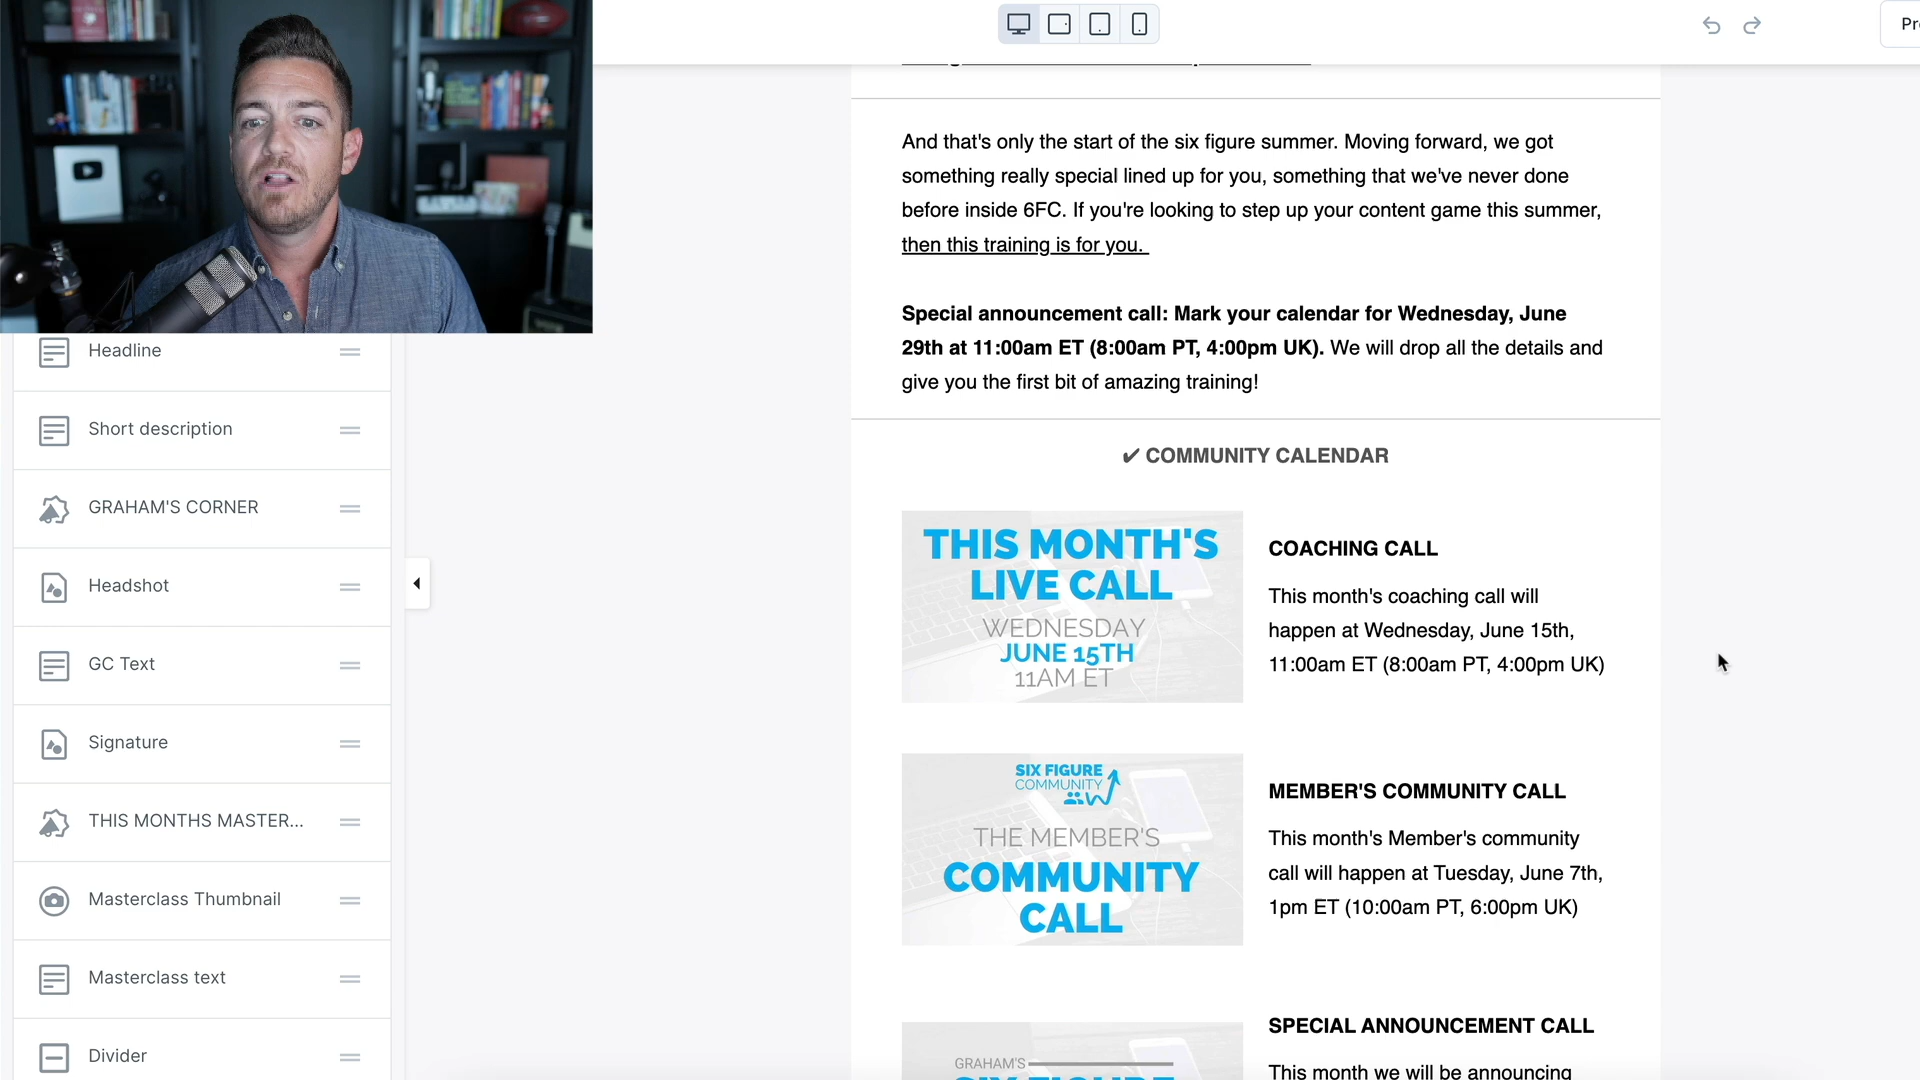 Pr
And that's only the start of the six figure summer. Moving forward, we got
something really special lined up for you, something that we've never done
before inside 6FC. If you're looking to step up your content game this summer,
then this training is for you.
Special announcement call: Mark your calendar for Wednesday, June
29th at 11:00am ET (8:00am PT, 4:00pm UK). We will drop all the details and
give you the first bit of amazing training!
✔ COMMUNITY CALENDAR
THIS MONTH'S
LIVE CALL
WEDNESDAY
JUNE 15TH
11AM ET
COACHING CALL
This month's coaching call will
happen at Wednesday, June 15th,
11:00am ET (8:00am PT, 4:00pm UK)
SIX FIGURE
COMMUNITY
THE MEMBER'S
COMMUNITY
CALL
MEMBER'S COMMUNITY CALL
This month's Member's community
call will happen at Tuesday, June 7th,
1pm ET (10:00am PT, 6:00pm UK)
GRAHAM'S
SIX FIGURE
SPECIAL ANNOUNCEMENT CALL
This month we will be announcing
Headline
Short description
GRAHAM'S CORNER
Headshot
GC Text
Signature
THIS MONTHS MASTER...
Masterclass Thumbnail
Masterclass text
Divider